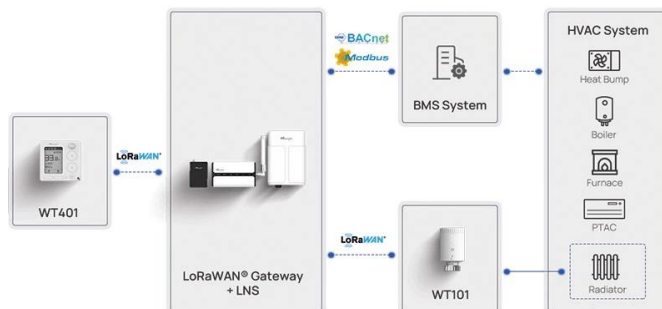 WT401
LoRaWAN
LoRaWAN® Gateway
+ LNS
BACnet
Modbus
LoRaWAN
BMS System
WT101
HVAC System
Heat Bump
Boiler
Furnace
PTAC
Radiator